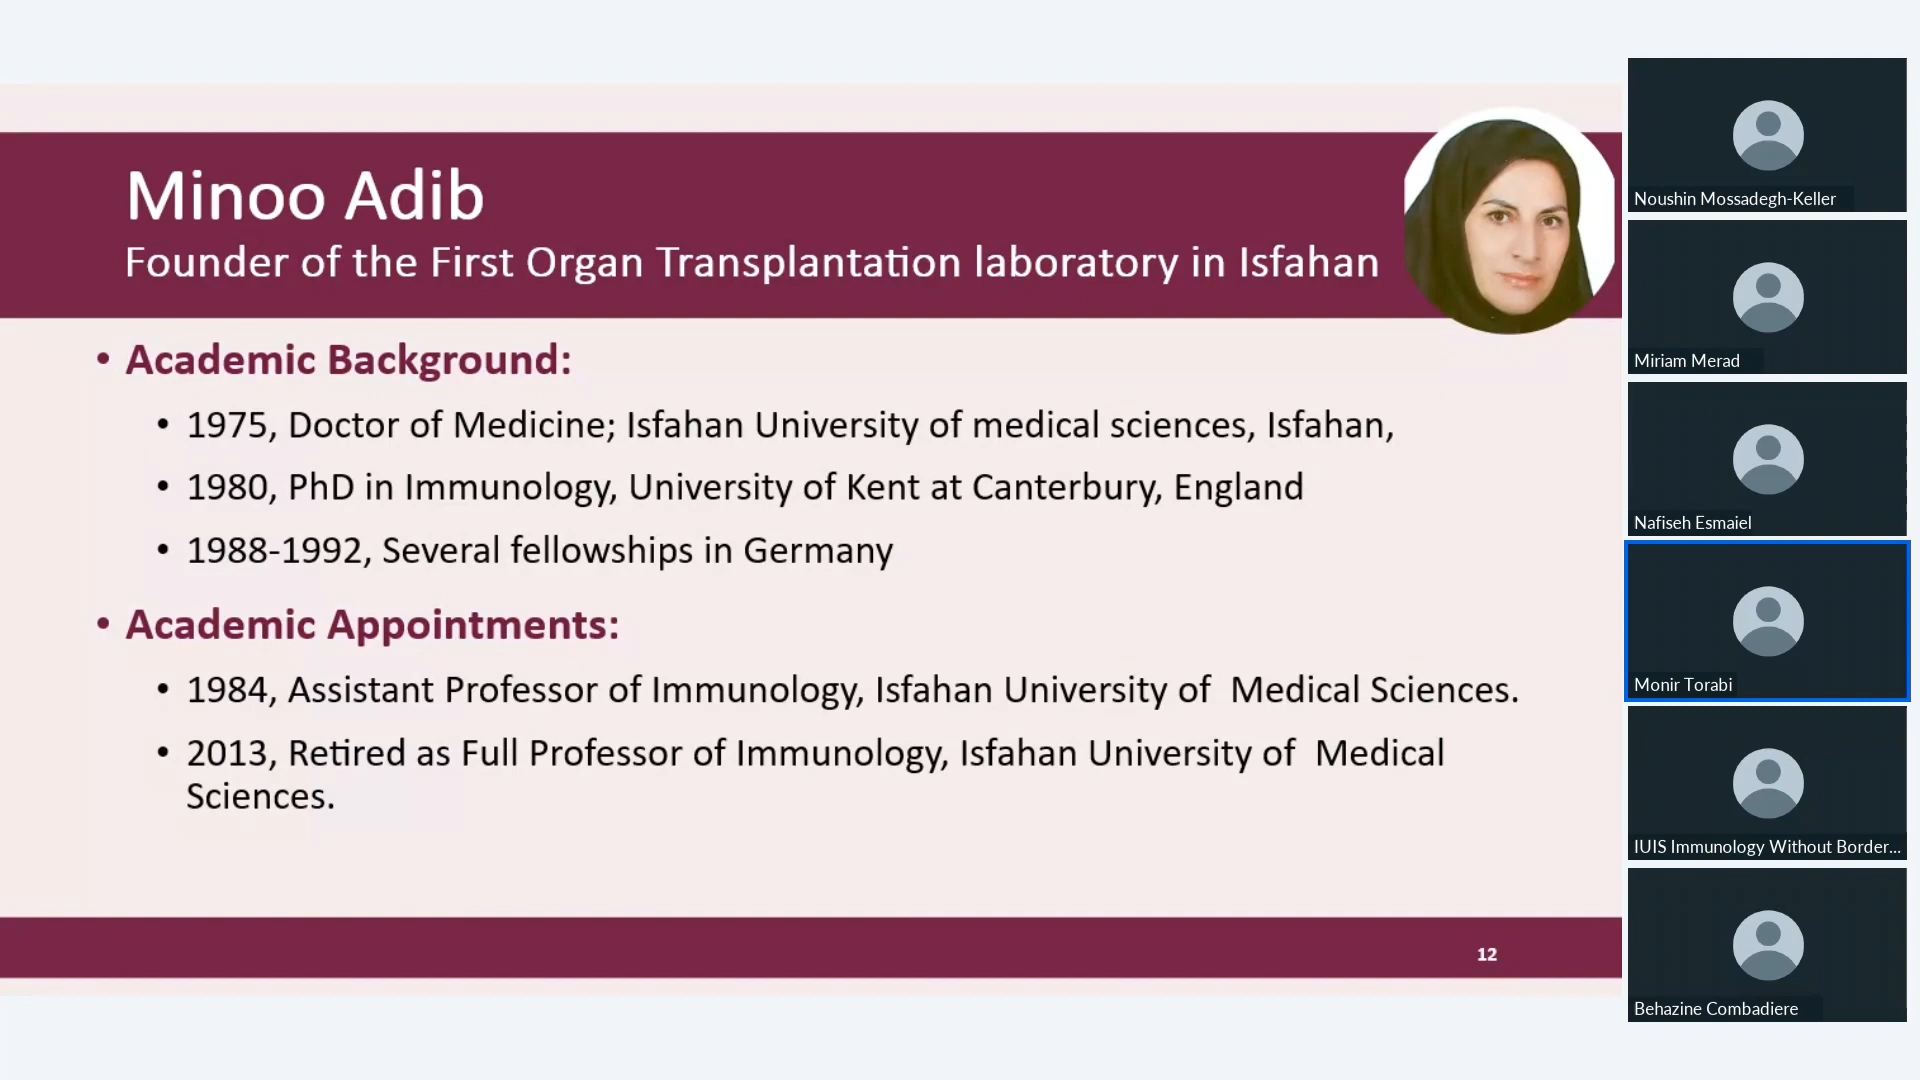 Minoo Adib
Founder of the First Organ Transplantation laboratory in Isfahan
• Academic Background:
• 1975, Doctor of Medicine; Isfahan University of medical sciences, Isfahan,
• 1980, PhD in Immunology, University of Kent at Canterbury, England
• 1988-1992, Several fellowships in Germany
• Academic Appointments:
• 1984, Assistant Professor of Immunology, Isfahan University of  Medical Sciences.
• 2013, Retired as Full Professor of Immunology, Isfahan University of  Medical
Sciences.
12
Noushin Mossadegh-Keller
Miriam Merad
Nafiseh Esmaiel
Monir Torabi
IUIS Immunology Without Border...
Behazine Combadiere